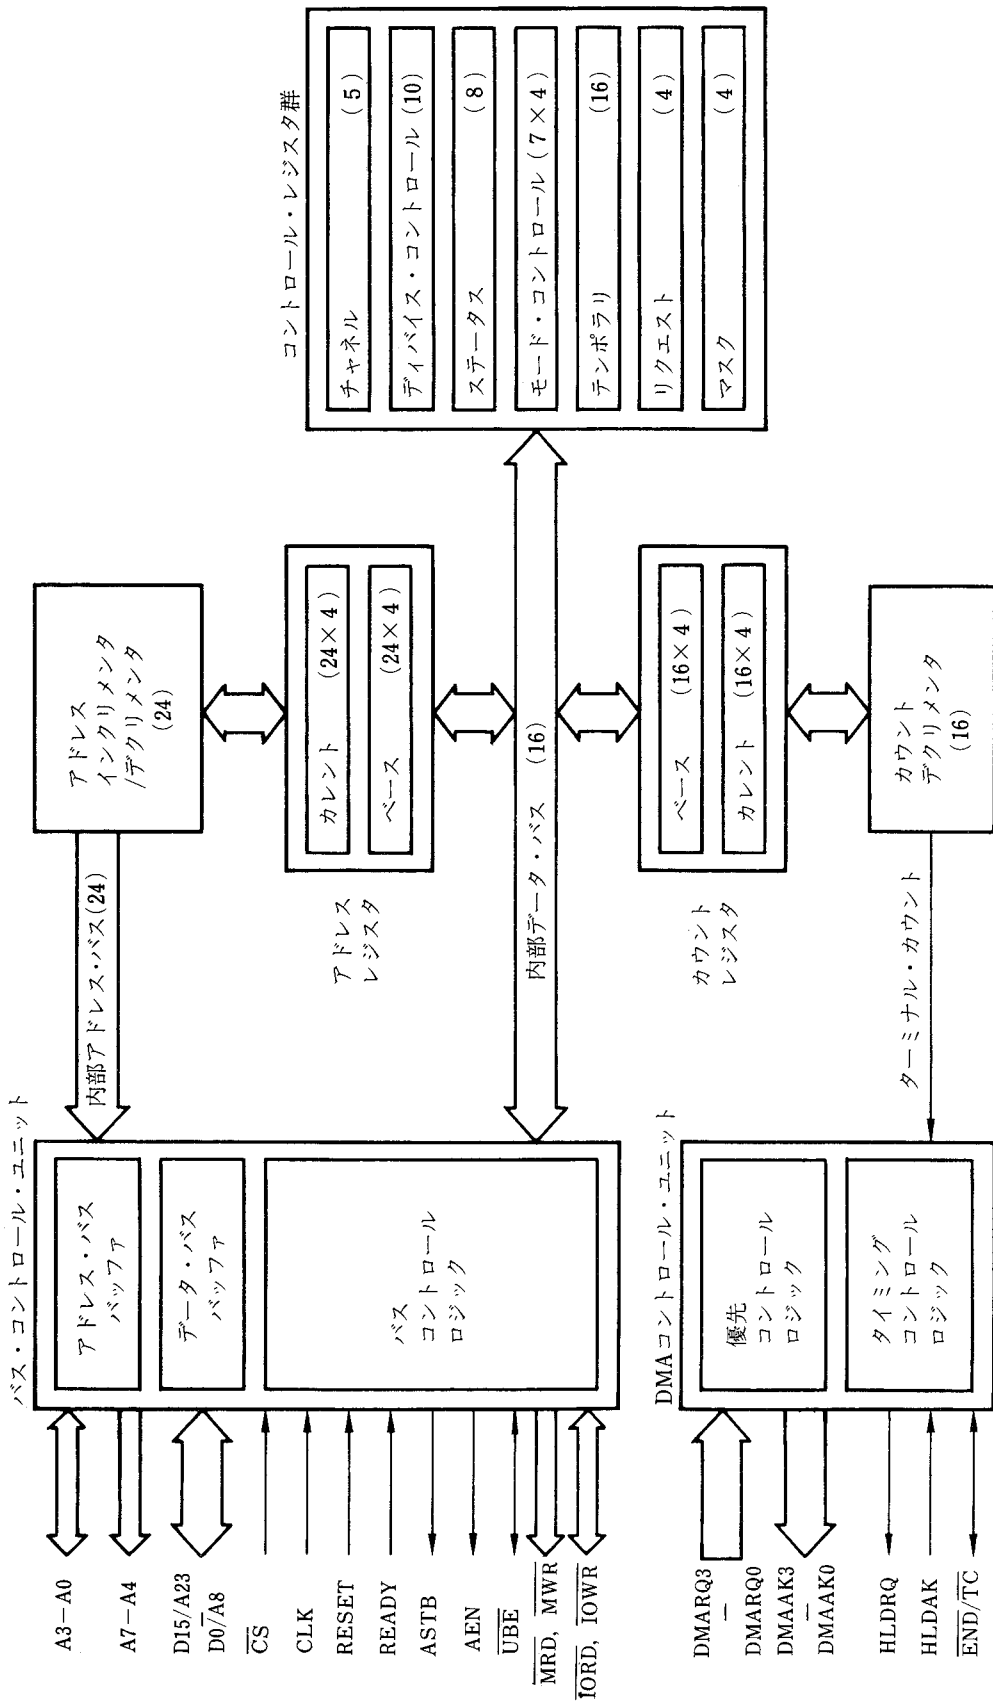 バス・コントロール・ユニット
A3−A0
A7−A4
D15/A23
−
D0/A8
CS
CLK
RESET
READY
ASTB
AEN
UBE
MRD, MWR
IORD, IOWR
アドレス・バス
バッファ
データ・バス
バッファ
バス
コントロール
ロジック
DMAコントロール・ユニット
DMARQ3
−
DMARQ0
DMAAK3
−
DMAAK0
HLDRQ
HLDAK
END/TC
優先
コントロール
ロジック
タイミング
コントロール
ロジック
内部アドレス・バス(24)
内部データ・バス (16)
ターミナル・カウント
アドレス
インクリメンタ
/デクリメンタ
(24)
アドレス
レジスタ
カレント (24×4)
ベース (24×4)
カウント
レジスタ
ベース (16×4)
カレント (16×4)
カウント
デクリメンタ
(16)
コントロール・レジスタ群
チャネル (5)
ディバイス・コントロール (10)
ステータス (8)
モード・コントロール (7×4)
テンポラリ (16)
リクエスト (4)
マスク (4)